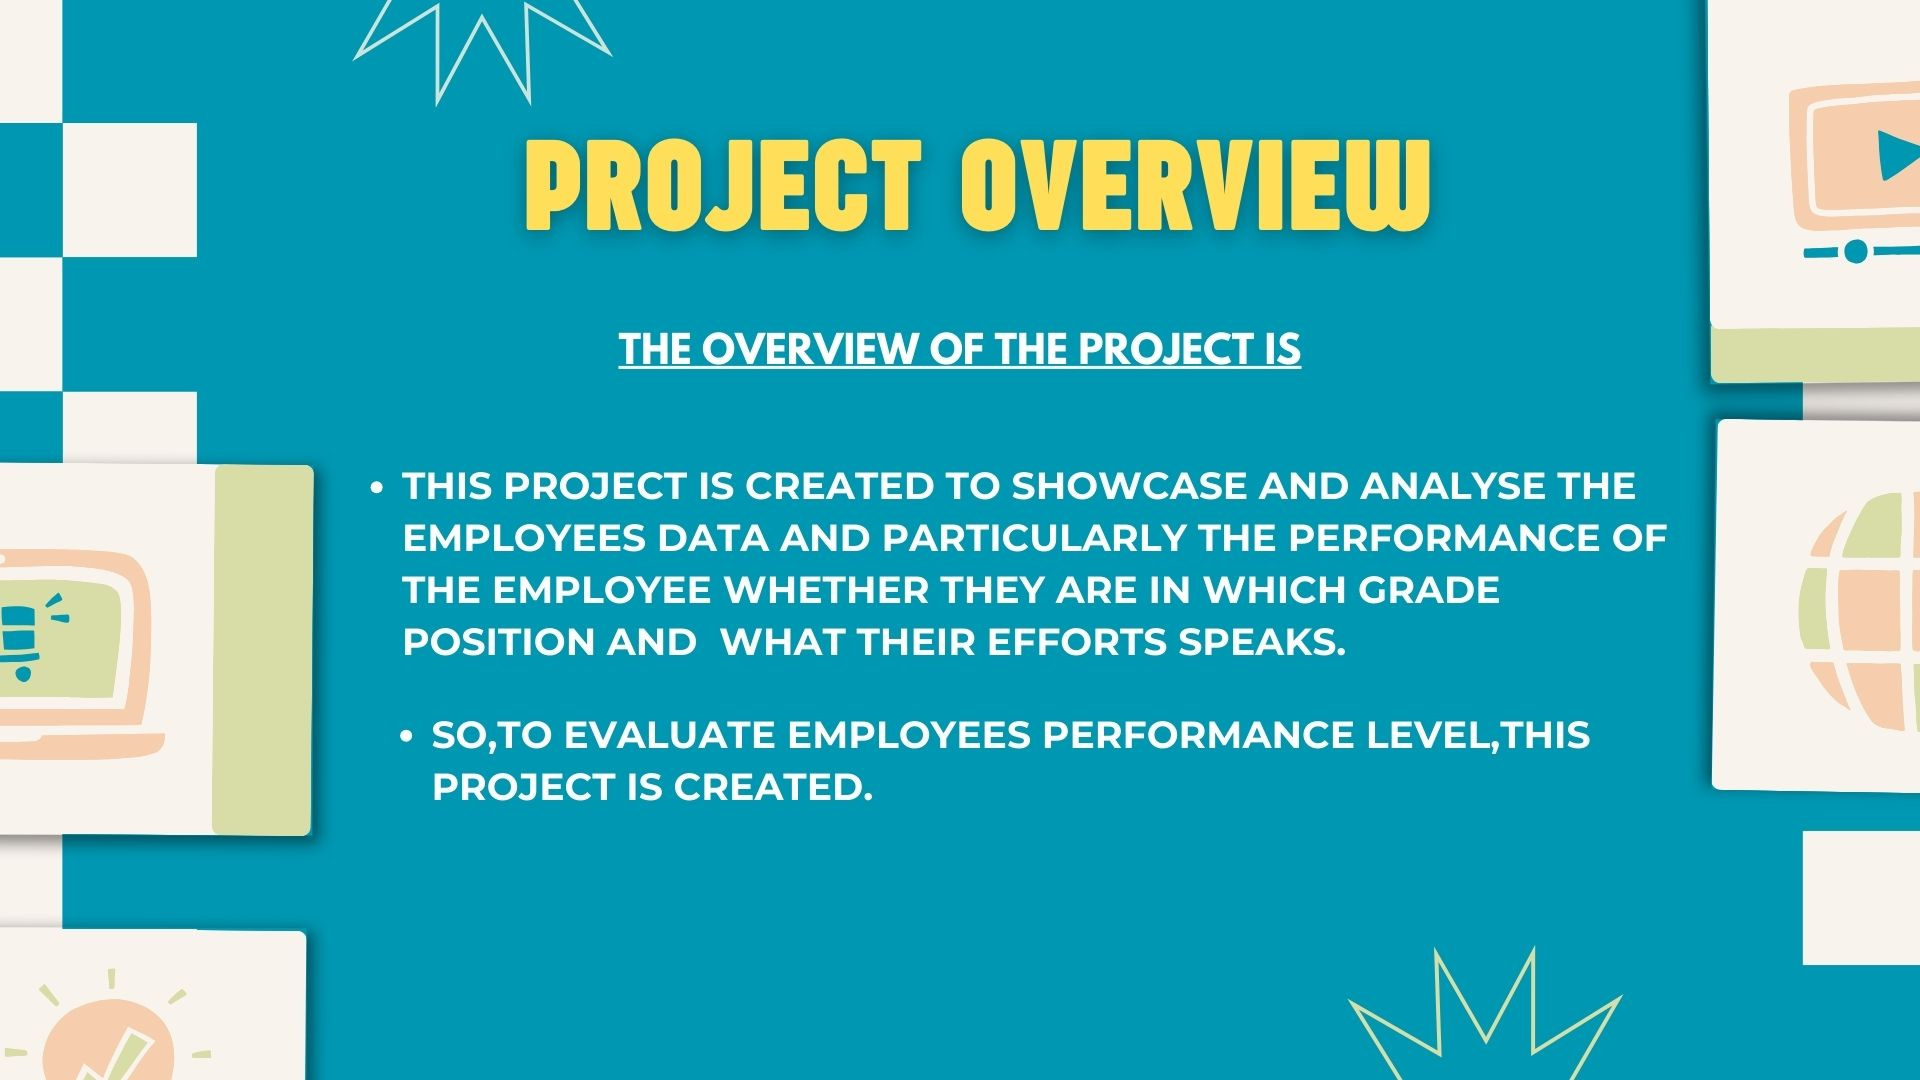 PROJECT OVERVIEW
THE OVERVIEW OF THE PROJECT IS
• THIS PROJECT IS CREATED TO SHOWCASE AND ANALYSE THE
EMPLOYEES DATA AND PARTICULARLY THE PERFORMANCE OF
THE EMPLOYEE WHETHER THEY ARE IN WHICH GRADE
POSITION AND  WHAT THEIR EFFORTS SPEAKS.
• SO,TO EVALUATE EMPLOYEES PERFORMANCE LEVEL,THIS
PROJECT IS CREATED.